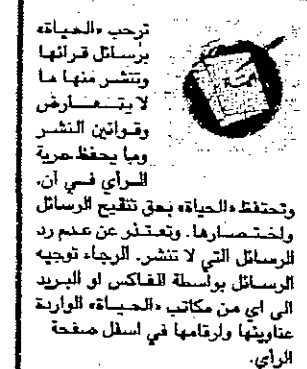 ترحب «الحياة»
برسائل قرائها
وتنشر منها ما
لا يتعارض
وقوانين النشر
وما يحفظ حرية
الرأي في آن.
وتحتفظ «الحياة» بحق تنقيح الرسائل
واختصارها. وتعتذر عن عدم رد
الرسائل التي لا تنشر. الرجاء توجيه
الرسائل بواسطة الفاكس او البريد
الى اي من مكاتب «الحياة» الواردة
عناوينها وارقامها في اسفل صفحة
الرأي.